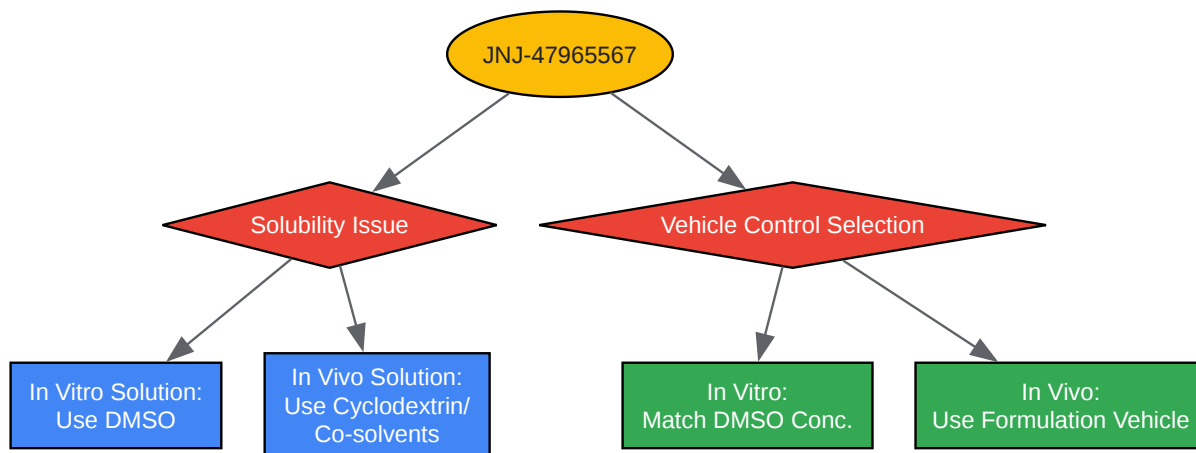 JNJ-47965567
Solubility Issue
Vehicle Control Selection
In Vitro Solution:
Use DMSO
In Vivo Solution:
Use Cyclodextrin/
Co-solvents
In Vitro:
Match DMSO Conc.
In Vivo:
Use Formulation Vehicle